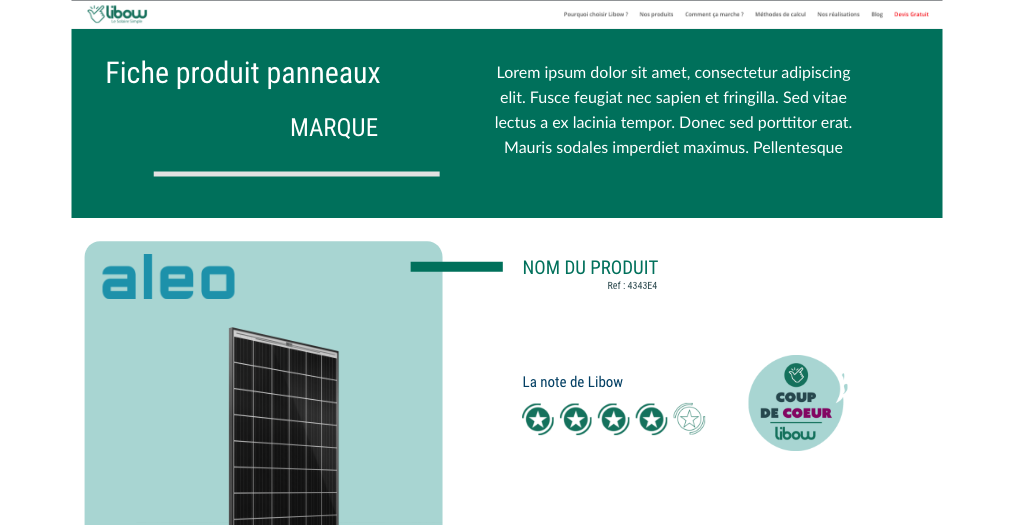 libow
Le Solaire Simple
Pourquoi choisir Libow ? Nos produits Comment ça marche ? Méthodes de calcul Nos réalisations Blog Devis Gratuit
Fiche produit panneaux
MARQUE
Lorem ipsum dolor sit amet, consectetur adipiscing
elit. Fusce feugiat nec sapien et fringilla. Sed vitae
lectus a ex lacinia tempor. Donec sed porttitor erat.
Mauris sodales imperdiet maximus. Pellentesque
aleo
NOM DU PRODUIT
Ref : 4343E4
La note de Libow
COUP
DE COEUR
libow